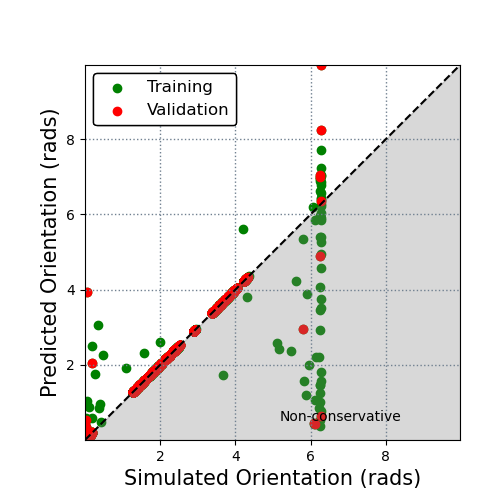 Training
Validation
Predicted Orientation (rads)
8
6
4
2
Non-conservative
2 4 6 8
Simulated Orientation (rads)